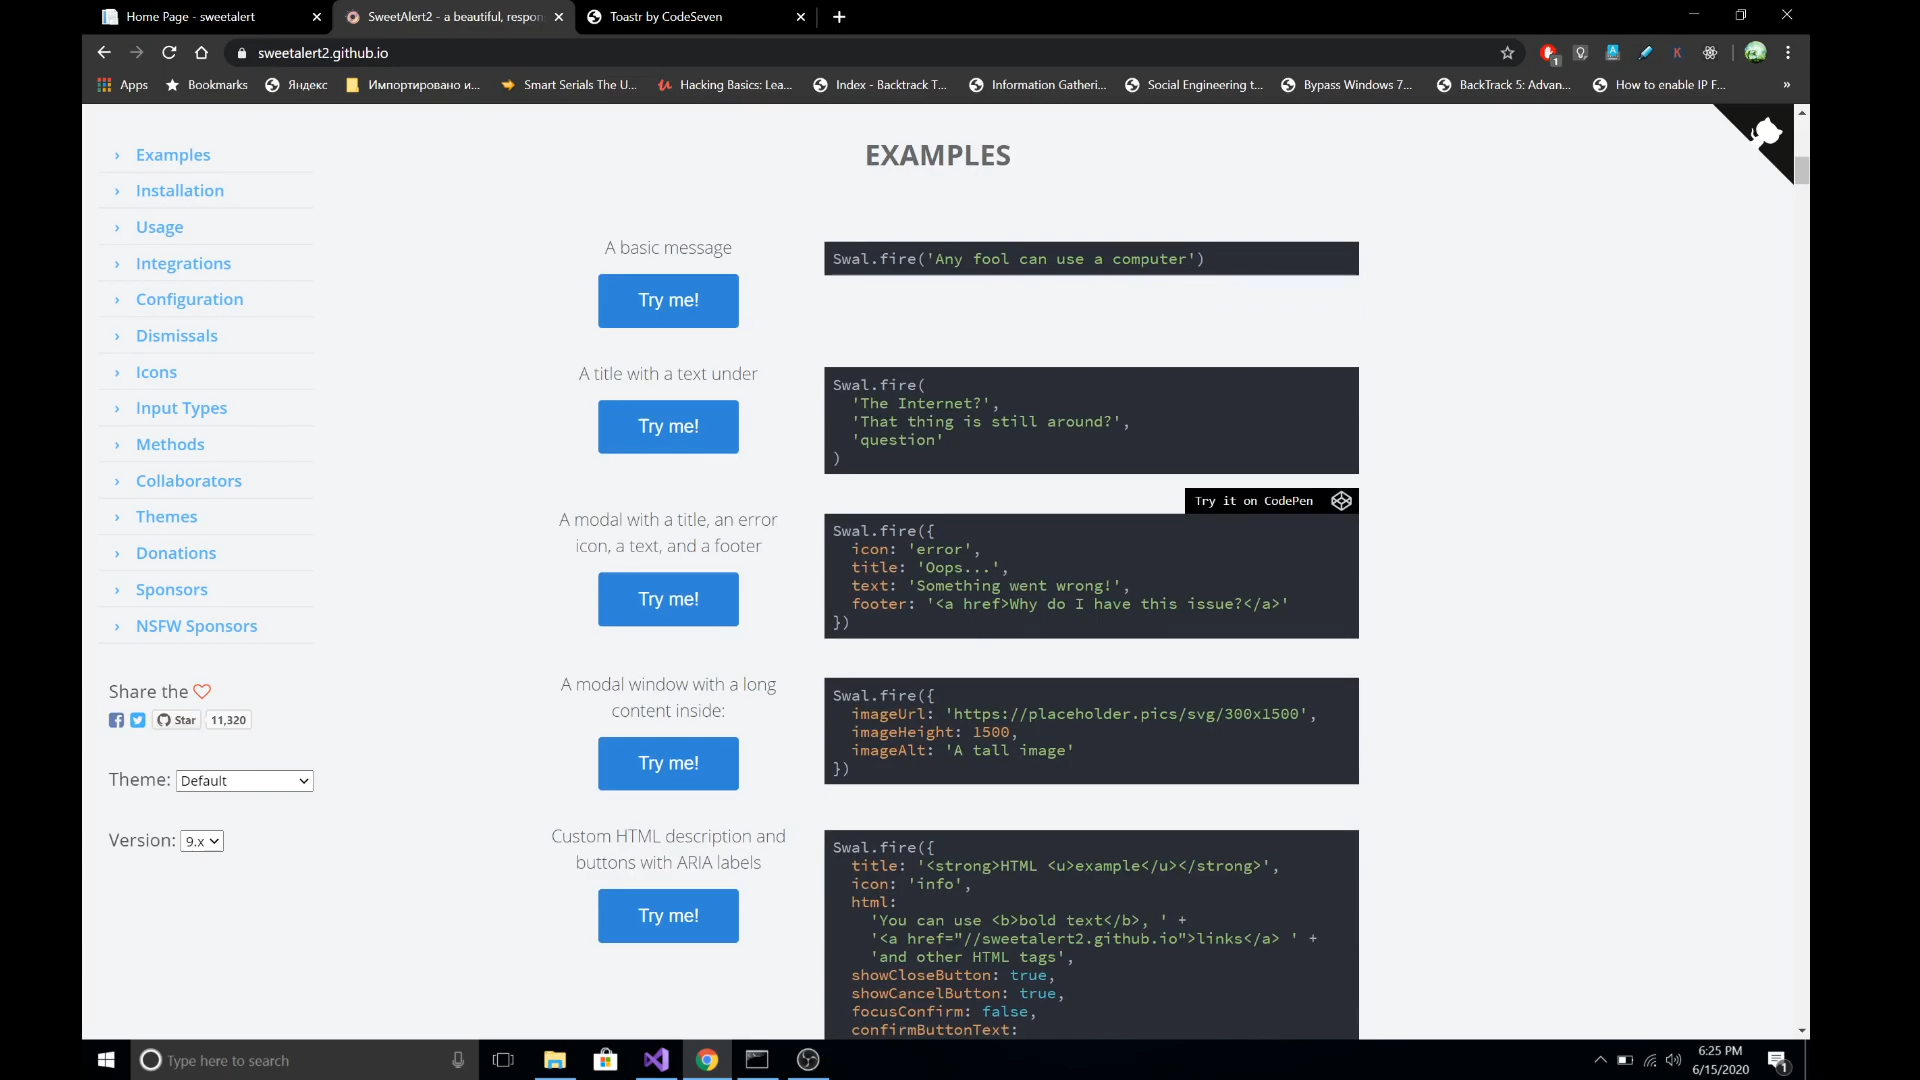 Home Page - sweetalert
SweetAlert2 - a beautiful, respon
Toastr by CodeSeven
sweetalert2.github.io
1
Apps
Bookmarks
Яндекс
Импортировано и...
Smart Serials The U...
Hacking Basics: Lea...
Index - Backtrack T...
Information Gatheri...
Social Engineering t...
Bypass Windows 7...
BackTrack 5: Advan...
How to enable IP F...
»
Examples
Installation
Usage
Integrations
Configuration
Dismissals
Icons
Input Types
Methods
Collaborators
Themes
Donations
Sponsors
NSFW Sponsors
Share the
Star
11,320
Theme: Default
Version: 9.x
EXAMPLES
A basic message
Try me!
Swal.fire('Any fool can use a computer')
A title with a text under
Try me!
Swal.fire(
'The Internet?',
'That thing is still around?',
'question'
)
Try it on CodePen
A modal with a title, an error
icon, a text, and a footer
Try me!
Swal.fire({
icon: 'error',
title: 'Oops...',
text: 'Something went wrong!',
footer: '<a href>Why do I have this issue?</a>'
})
A modal window with a long
content inside:
Try me!
Swal.fire({
imageUrl: 'https://placeholder.pics/svg/300x1500',
imageHeight: 1500,
imageAlt: 'A tall image'
})
Custom HTML description and
buttons with ARIA labels
Try me!
Swal.fire({
title: '<strong>HTML <u>example</u></strong>',
icon: 'info',
html:
'You can use <b>bold text</b>, ' +
'<a href="//sweetalert2.github.io">links</a> ' +
'and other HTML tags',
showCloseButton: true,
showCancelButton: true,
focusConfirm: false,
confirmButtonText:
Type here to search
6:25 PM
6/15/2020
1